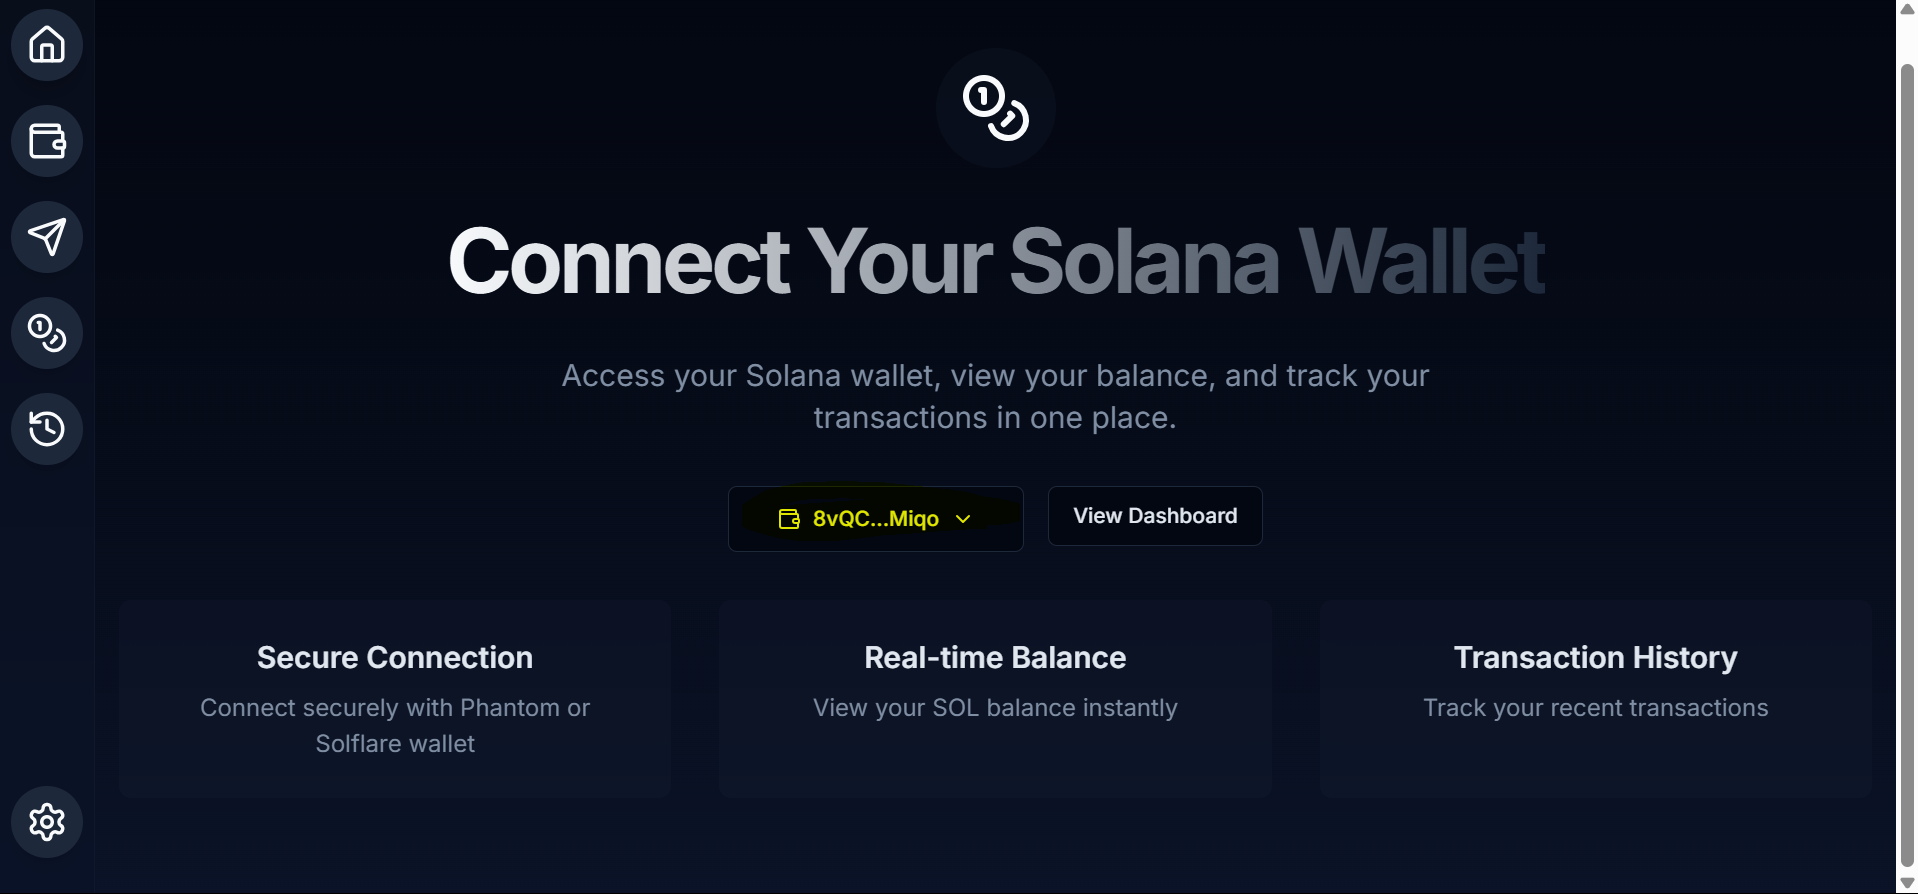 Connect Your Solana Wallet
Access your Solana wallet, view your balance, and track your
transactions in one place.
8vQC...Miqo
View Dashboard
Secure Connection
Connect securely with Phantom or
Solflare wallet
Real-time Balance
View your SOL balance instantly
Transaction History
Track your recent transactions